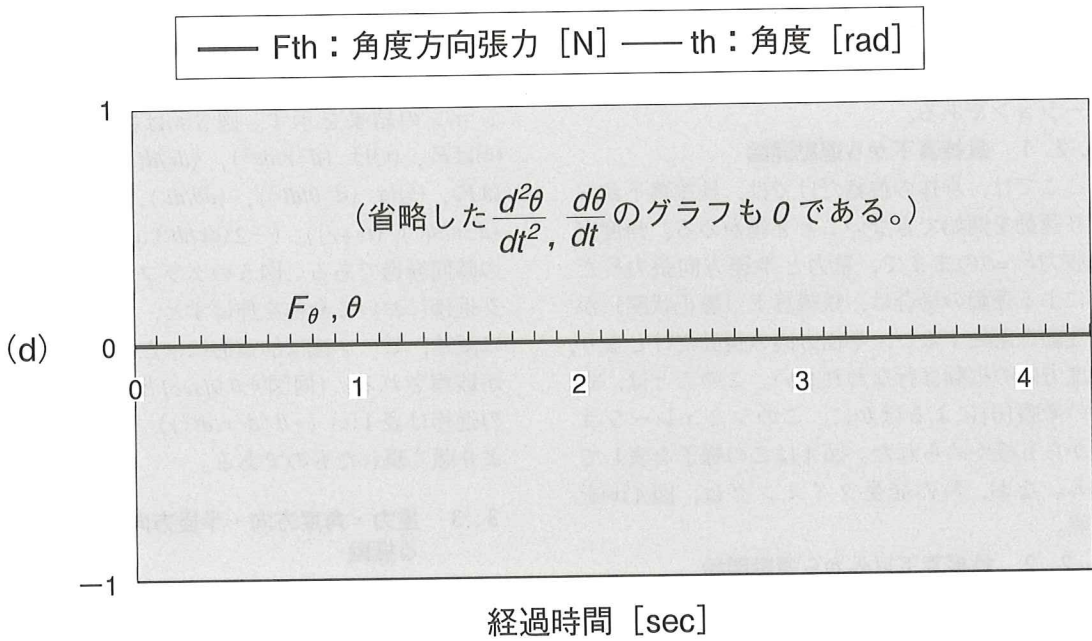 Fth:角度方向張力 [N] th:角度 [rad]
1
(省略した d²θ/dt², dθ/dt のグラフも0である。)
Fθ,θ
(d) 0
0 1 2 3 4
−1
経過時間 [sec]